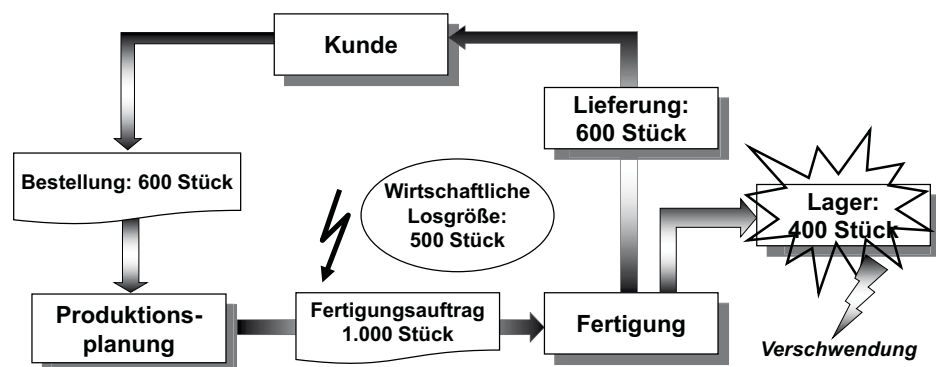 Kunde
Lieferung:
600 Stück
Bestellung: 600 Stück
Wirtschaftliche
Losgröße:
500 Stück
Lager:
400 Stück
Produktions-
planung
Fertigungsauftrag
1.000 Stück
Fertigung
Verschwendung